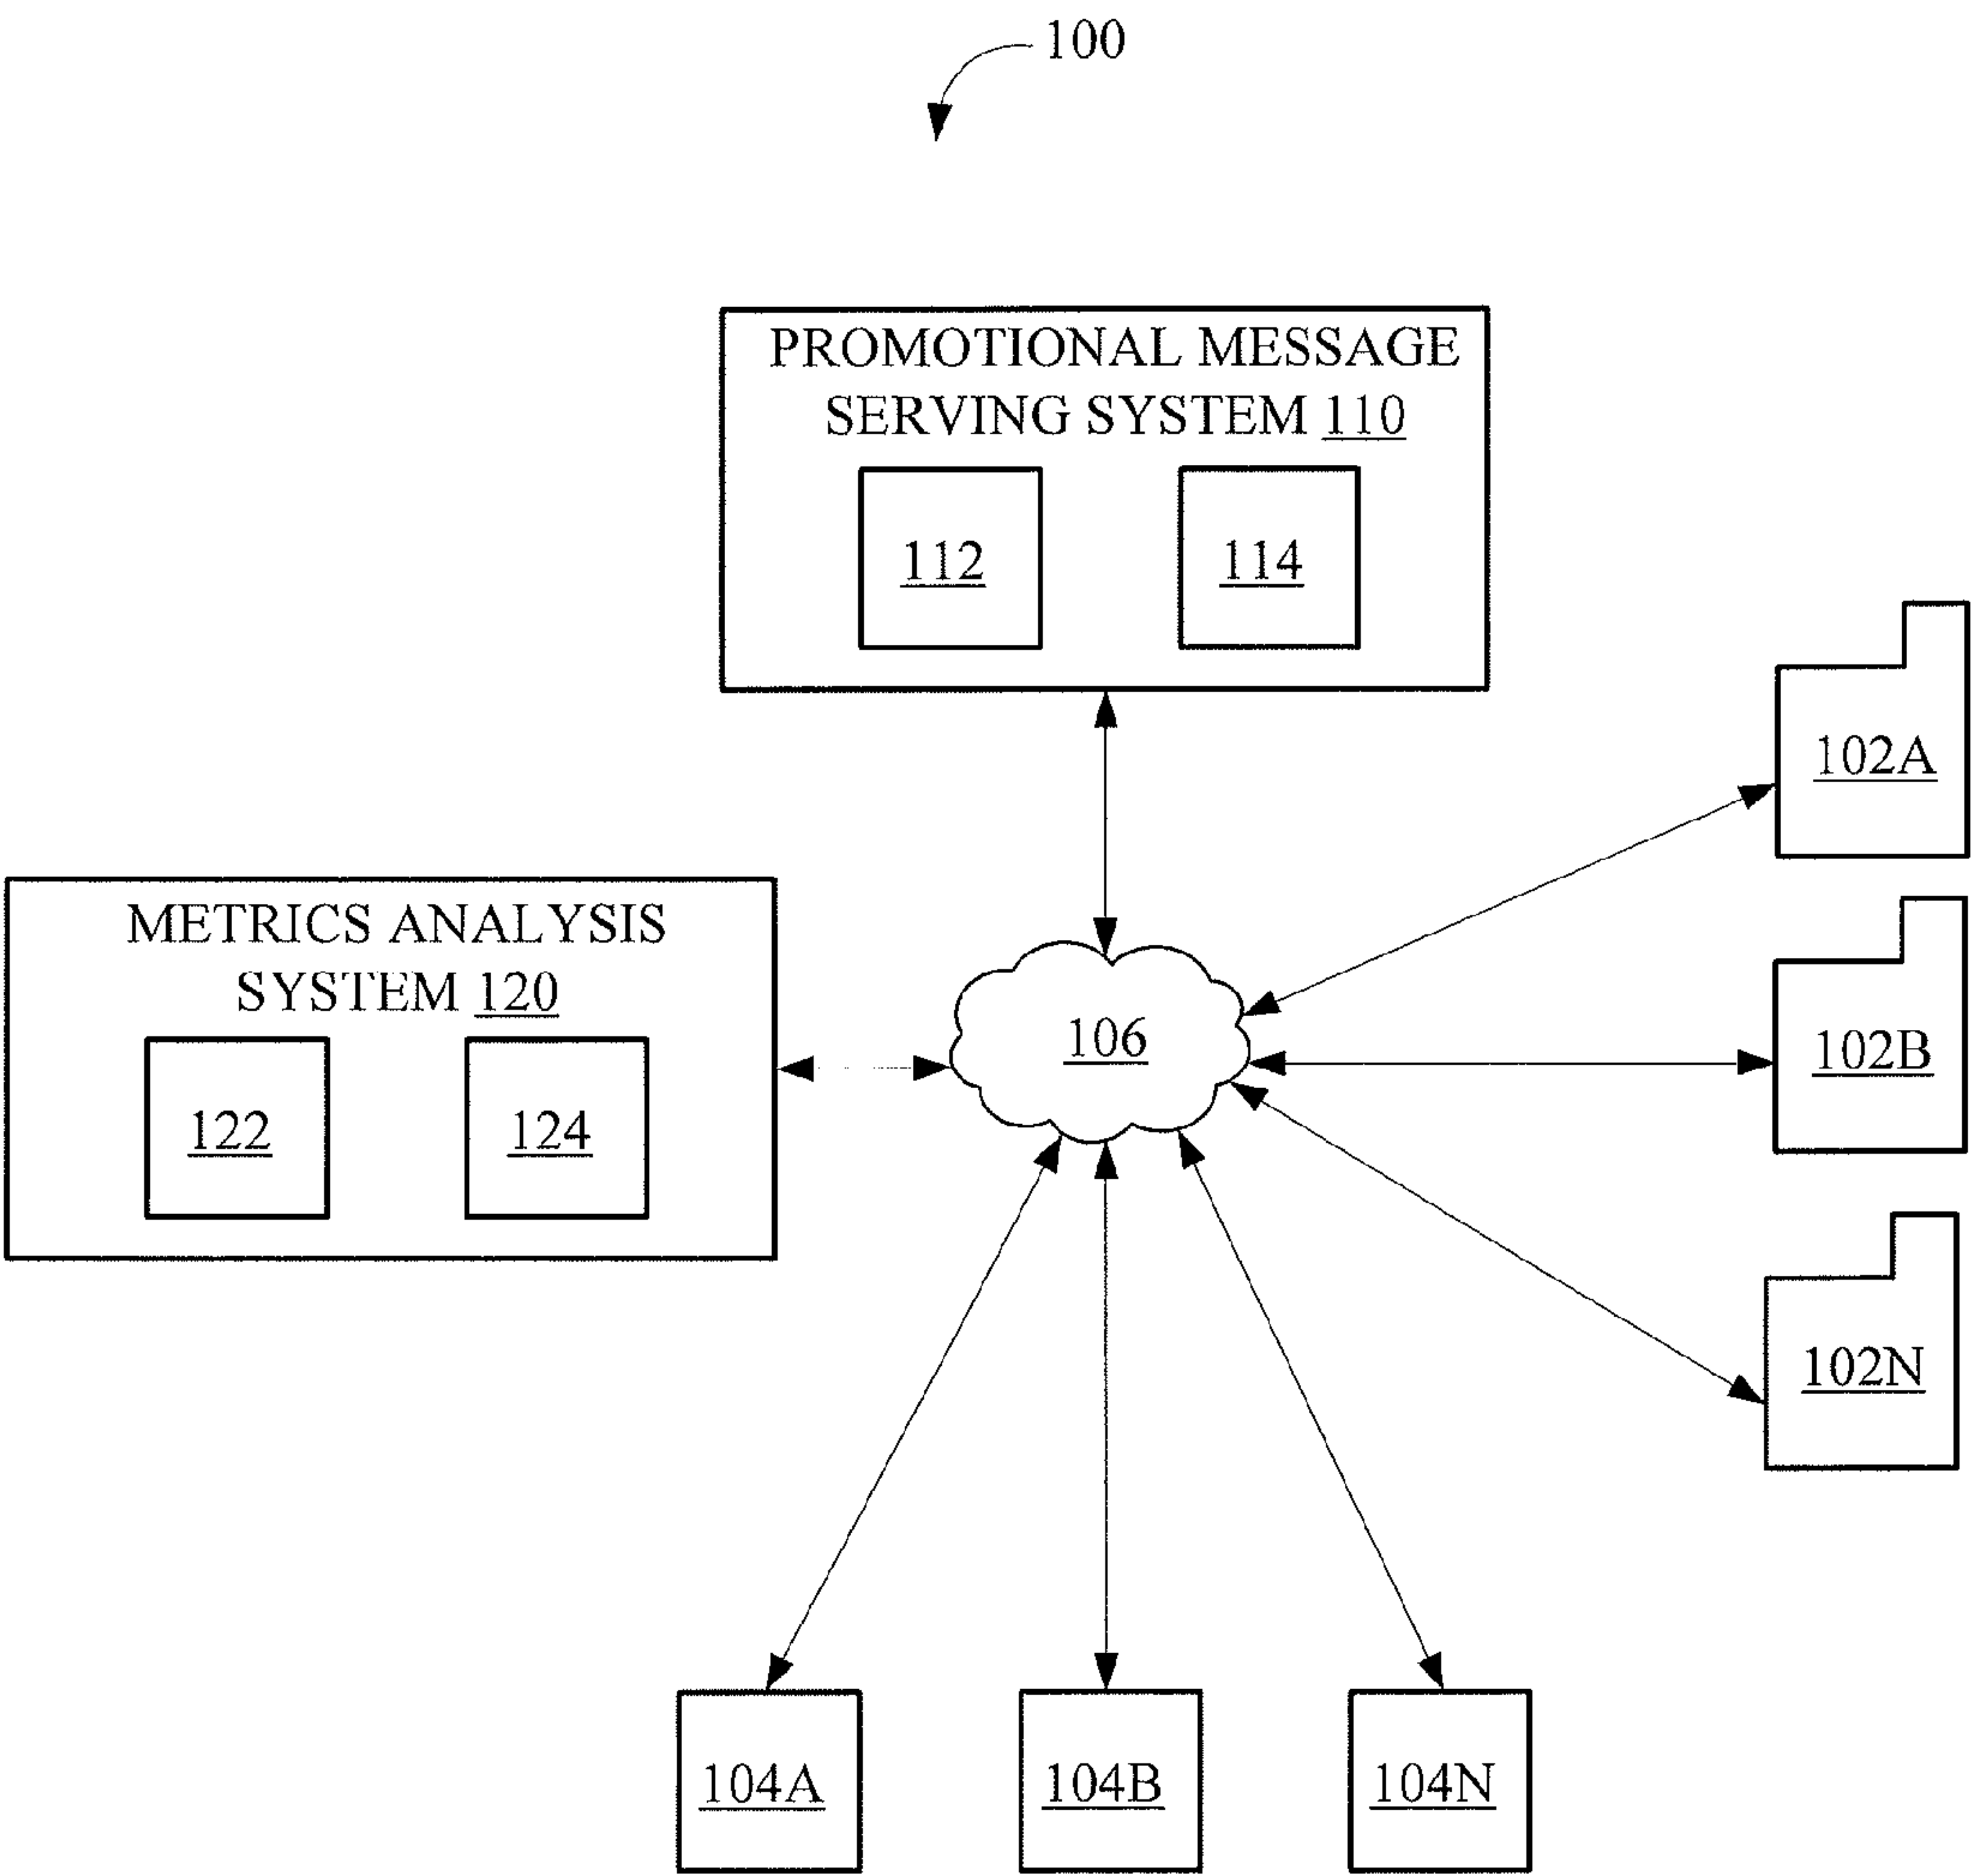 100
PROMOTIONAL MESSAGE
SERVING SYSTEM 110
112
114
102A
METRICS ANALYSIS
SYSTEM 120
106
102B
122
124
102N
104A
104B
104N